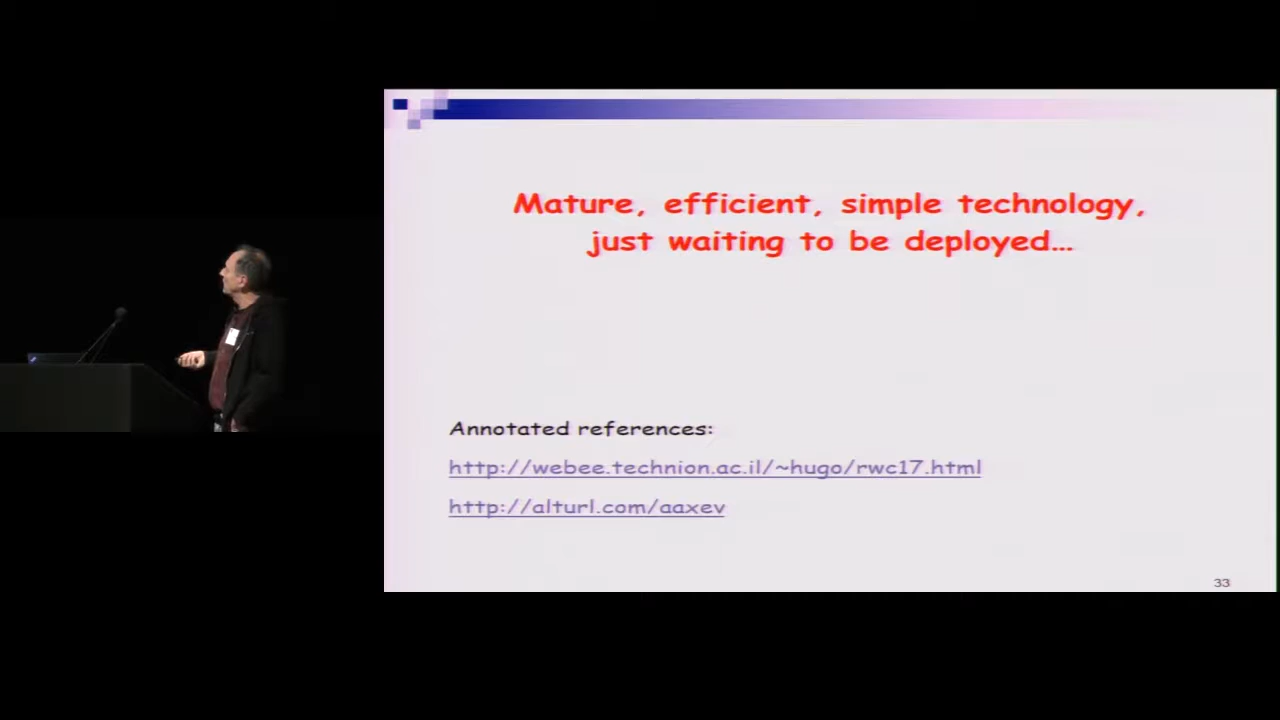 Mature, efficient, simple technology,
just waiting to be deployed...
Annotated references:
http://webee.technion.ac.il/~hugo/rwc17.html
http://alturl.com/aaxev
33